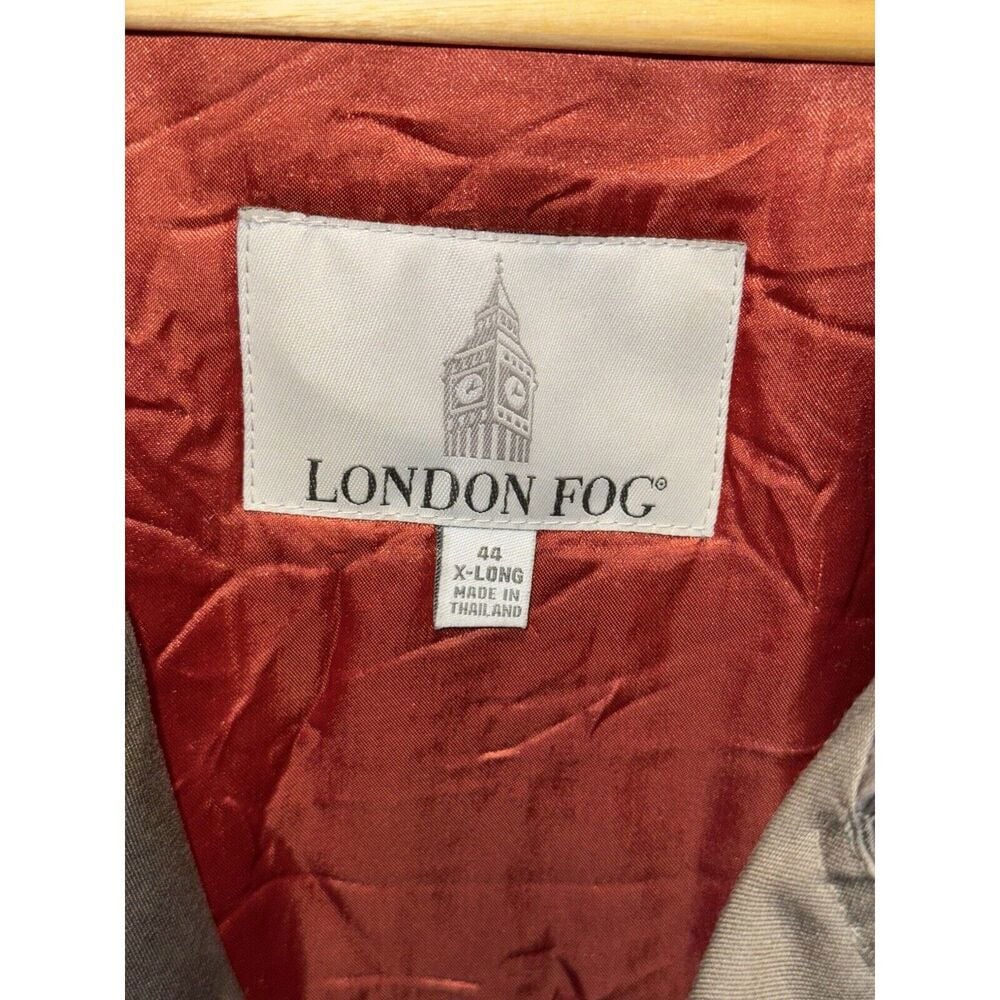 LONDON FOG®
44
X-LONG
MADE IN
THAILAND